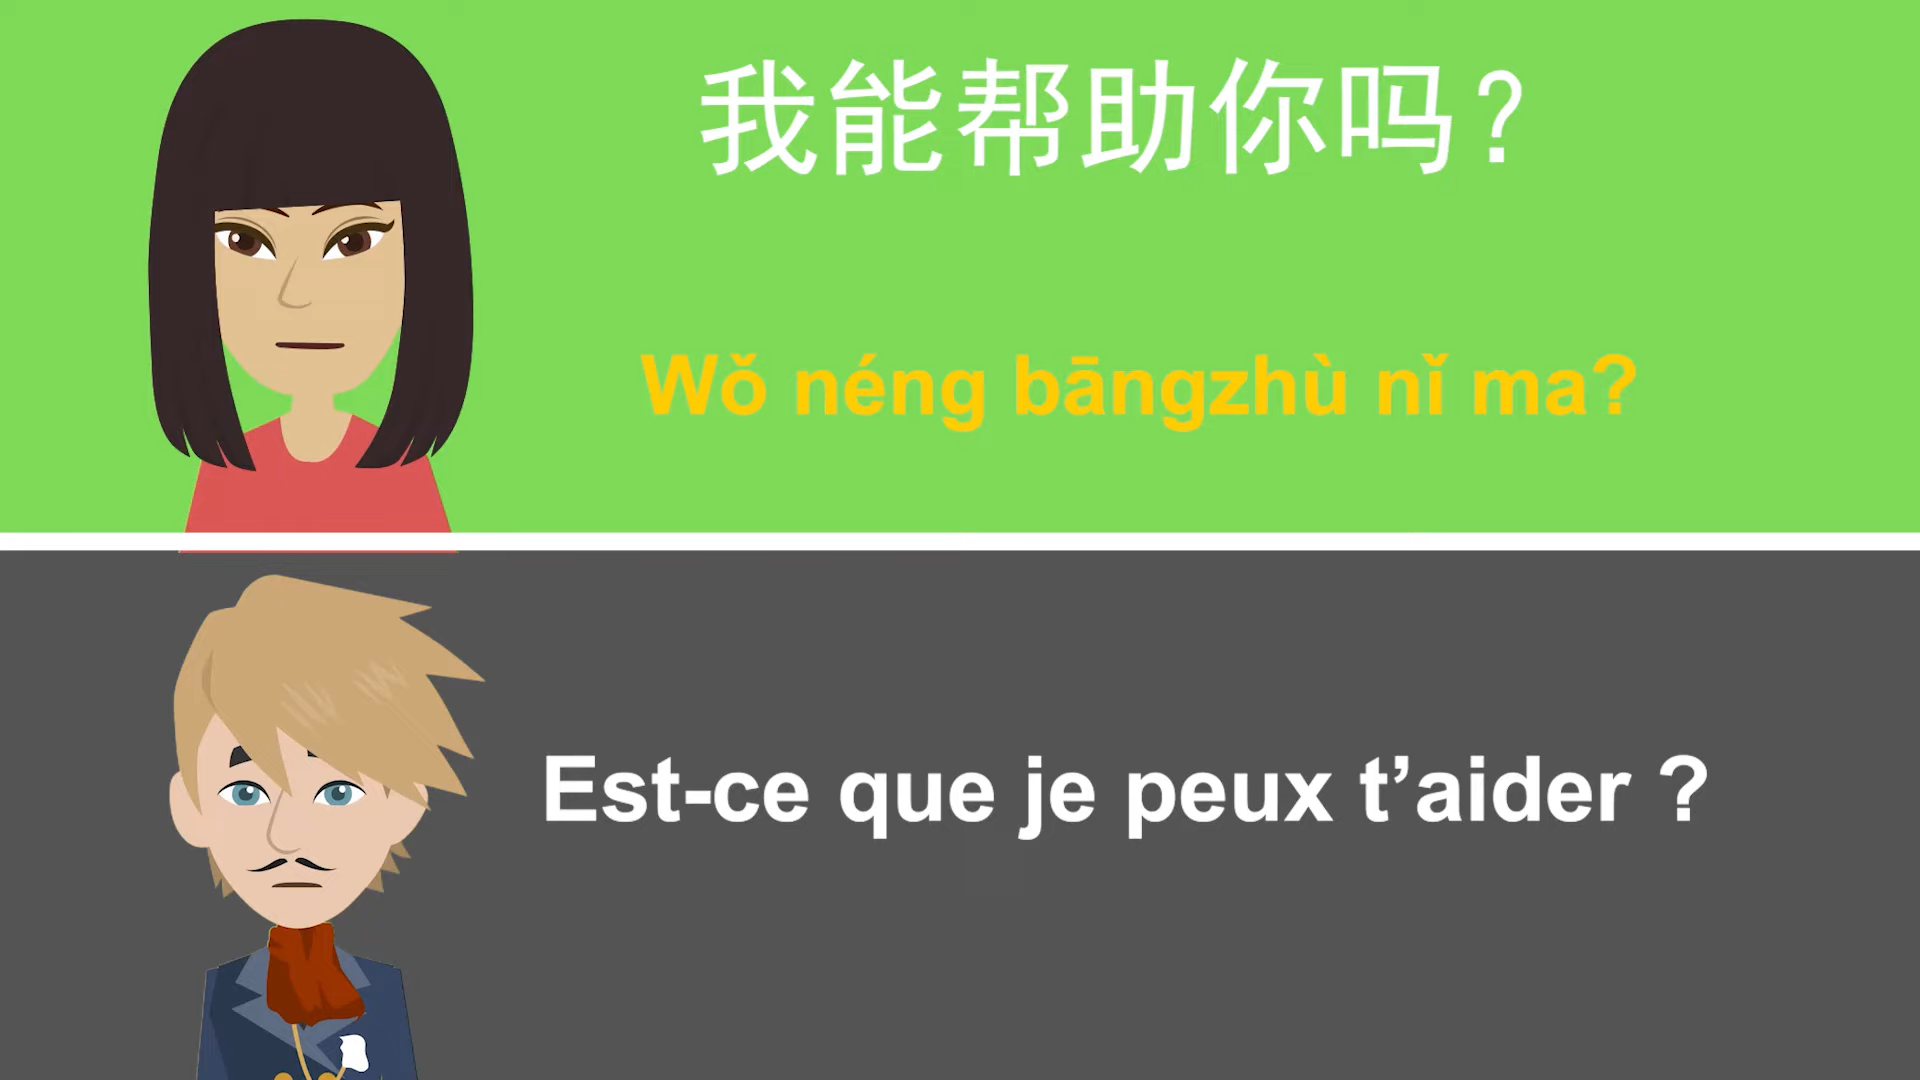 我能帮助你吗?
Wǒ néng bāngzhù nǐ ma?
Est-ce que je peux t’aider ?